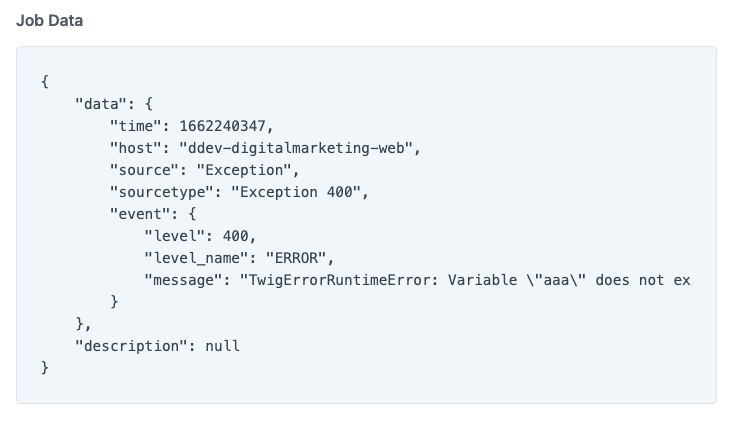 Job Data
{
    "data": {
        "time": 1662240347,
        "host": "ddev-digitalmarketing-web",
        "source": "Exception",
        "sourcetype": "Exception 400",
        "event": {
            "level": 400,
            "level_name": "ERROR",
            "message": "TwigErrorRuntimeError: Variable \"aaa\" does not ex
        }
    },
    "description": null
}